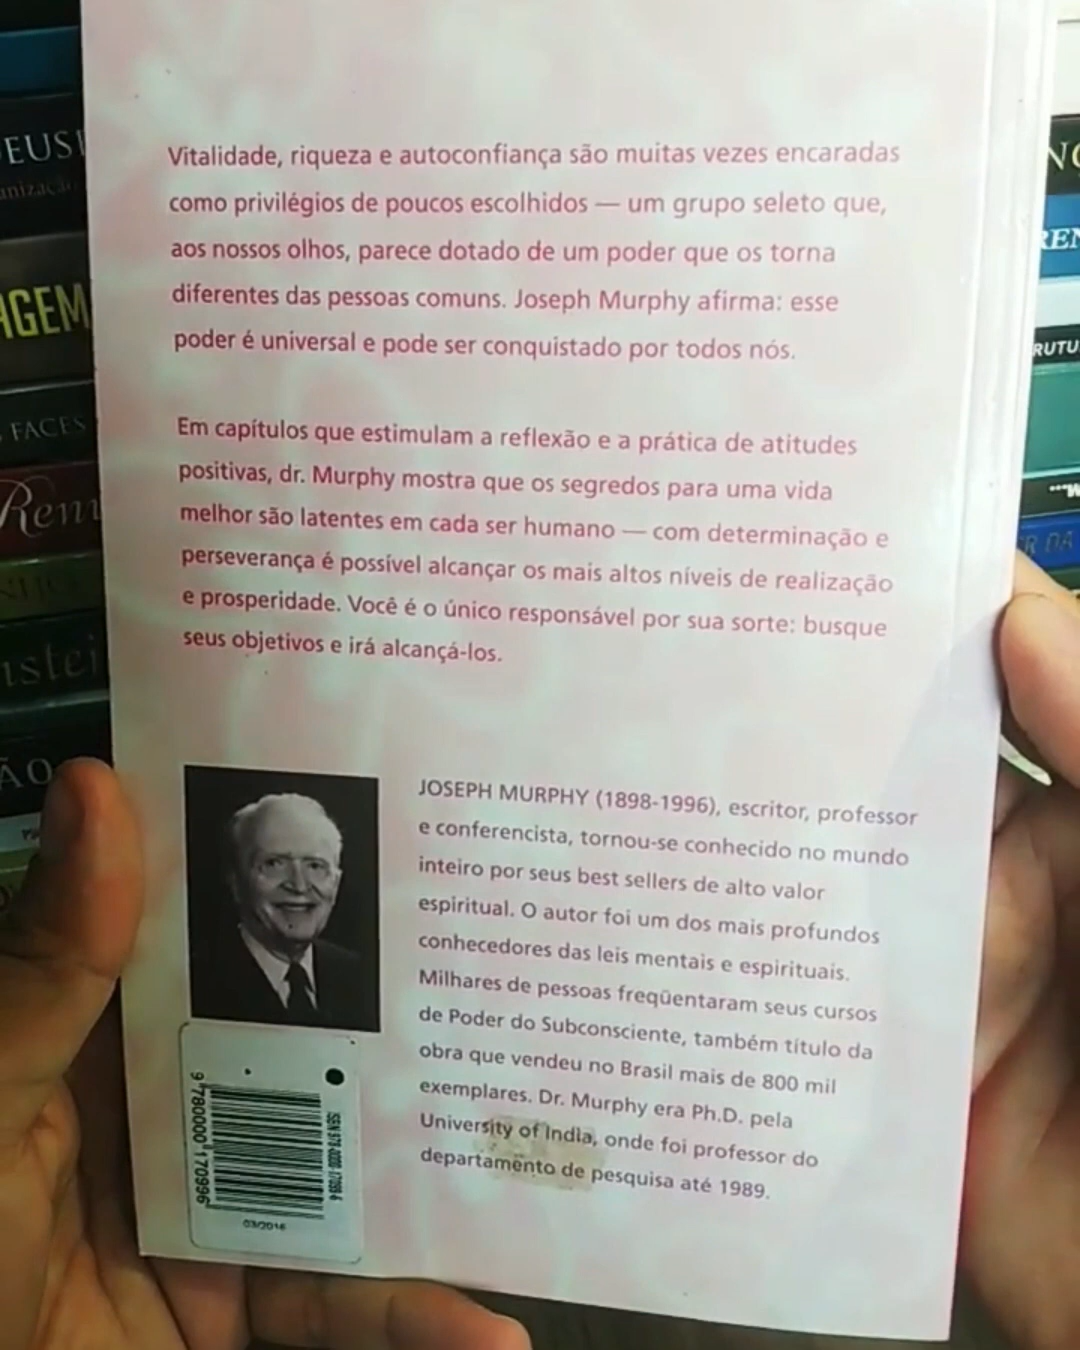 Vitalidade, riqueza e autoconfiança são muitas vezes encaradas
como privilégios de poucos escolhidos — um grupo seleto que,
aos nossos olhos, parece dotado de um poder que os torna
diferentes das pessoas comuns. Joseph Murphy afirma: esse
poder é universal e pode ser conquistado por todos nós.
Em capítulos que estimulam a reflexão e a prática de atitudes
positivas, dr. Murphy mostra que os segredos para uma vida
melhor são latentes em cada ser humano — com determinação e
perseverança é possível alcançar os mais altos níveis de realização
e prosperidade. Você é o único responsável por sua sorte: busque
seus objetivos e irá alcançá-los.
JOSEPH MURPHY (1898-1996), escritor, professor
e conferencista, tornou-se conhecido no mundo
inteiro por seus best sellers de alto valor
espiritual. O autor foi um dos mais profundos
conhecedores das leis mentais e espirituais.
Milhares de pessoas freqüentaram seus cursos
de Poder do Subconsciente, também título da
obra que vendeu no Brasil mais de 800 mil
exemplares. Dr. Murphy era Ph.D. pela
University of India, onde foi professor do
departamento de pesquisa até 1989.
9 780000 170996
03/2016
AGEM
FACES
ÃO